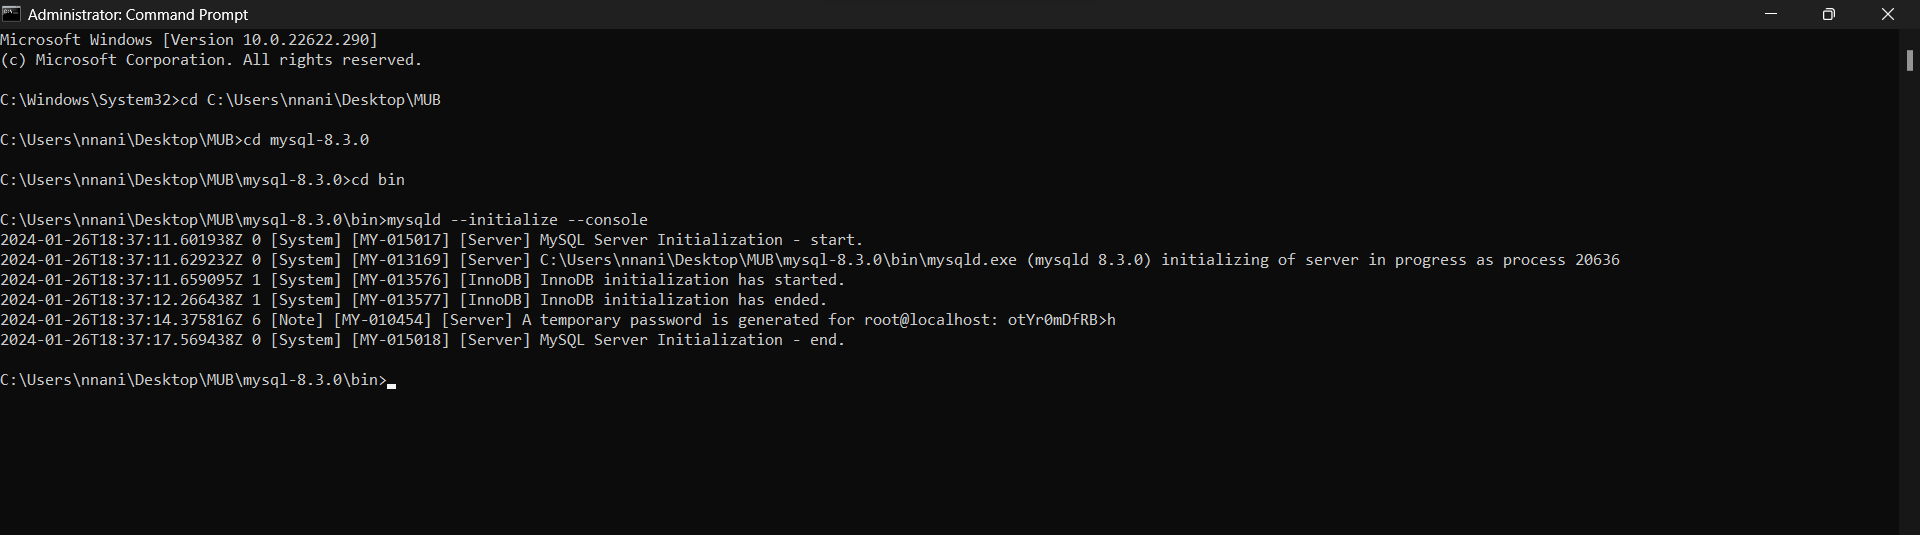 Administrator: Command Prompt
Microsoft Windows [Version 10.0.22622.290]
(c) Microsoft Corporation. All rights reserved.
C:\Windows\System32>cd C:\Users\nnani\Desktop\MUB
C:\Users\nnani\Desktop\MUB>cd mysql-8.3.0
C:\Users\nnani\Desktop\MUB\mysql-8.3.0>cd bin
C:\Users\nnani\Desktop\MUB\mysql-8.3.0\bin>mysqld --initialize --console
2024-01-26T18:37:11.601938Z 0 [System] [MY-015017] [Server] MySQL Server Initialization - start.
2024-01-26T18:37:11.629232Z 0 [System] [MY-013169] [Server] C:\Users\nnani\Desktop\MUB\mysql-8.3.0\bin\mysqld.exe (mysqld 8.3.0) initializing of server in progress as process 20636
2024-01-26T18:37:11.659095Z 1 [System] [MY-013576] [InnoDB] InnoDB initialization has started.
2024-01-26T18:37:12.266438Z 1 [System] [MY-013577] [InnoDB] InnoDB initialization has ended.
2024-01-26T18:37:14.375816Z 6 [Note] [MY-010454] [Server] A temporary password is generated for root@localhost: otYr0mDfRB>h
2024-01-26T18:37:17.569438Z 0 [System] [MY-015018] [Server] MySQL Server Initialization - end.
C:\Users\nnani\Desktop\MUB\mysql-8.3.0\bin>